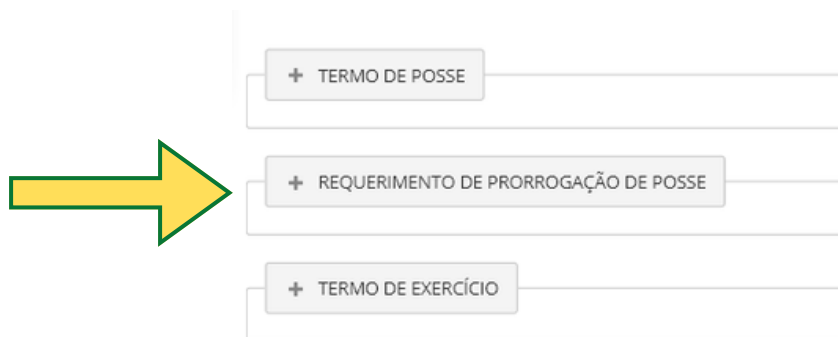 + TERMO DE POSSE
+ REQUERIMENTO DE PRORROGAÇÃO DE POSSE
+ TERMO DE EXERCÍCIO